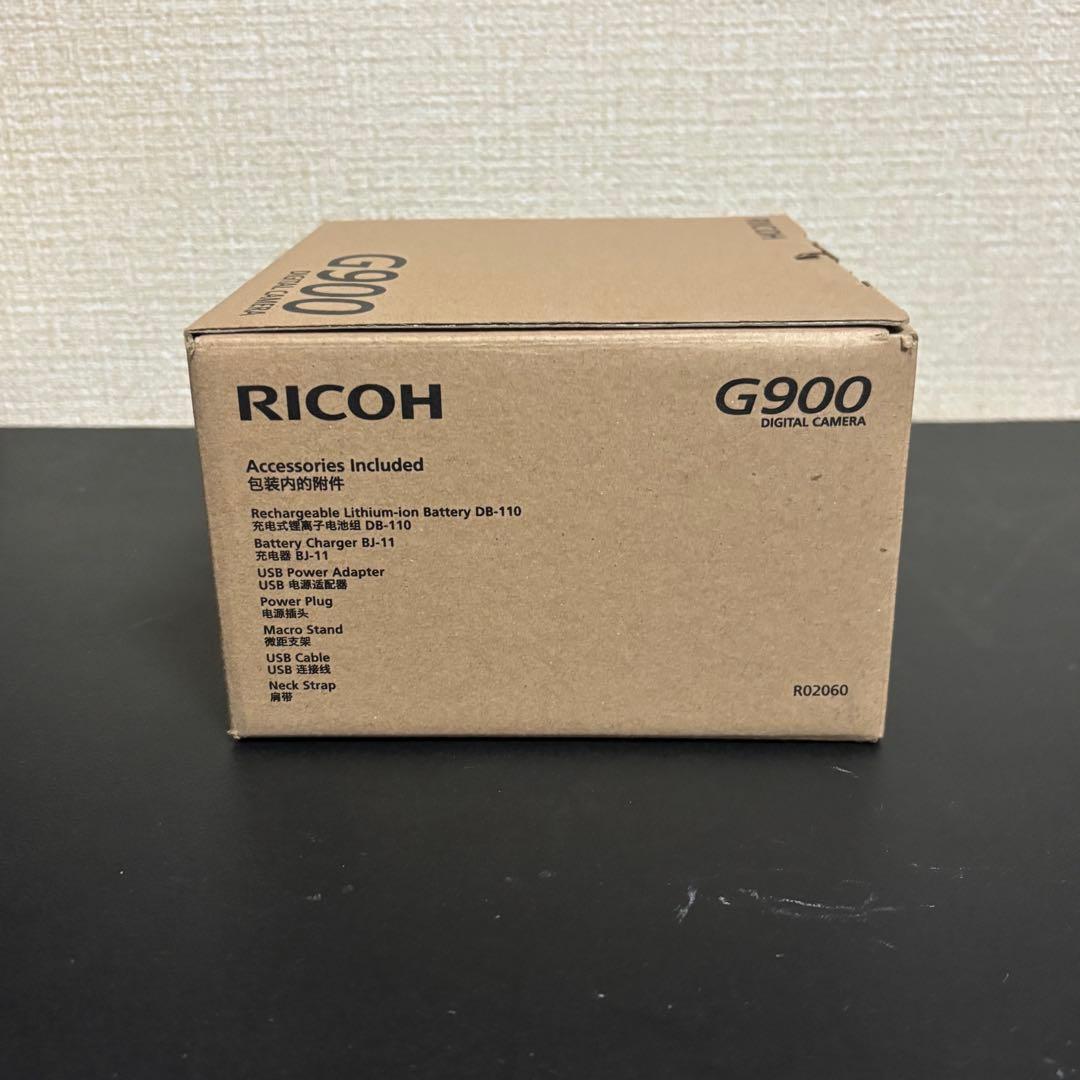 G900
DIGITAL CAMERA
RICOH
RICOH
G900
DIGITAL CAMERA
Accessories Included
包装内的附件
Rechargeable Lithium-ion Battery DB-110
充电式锂离子电池组 DB-110
Battery Charger BJ-11
充电器 BJ-11
USB Power Adapter
USB 电源适配器
Power Plug
电源插头
Macro Stand
微距支架
USB Cable
USB 连接线
Neck Strap
肩带
R02060